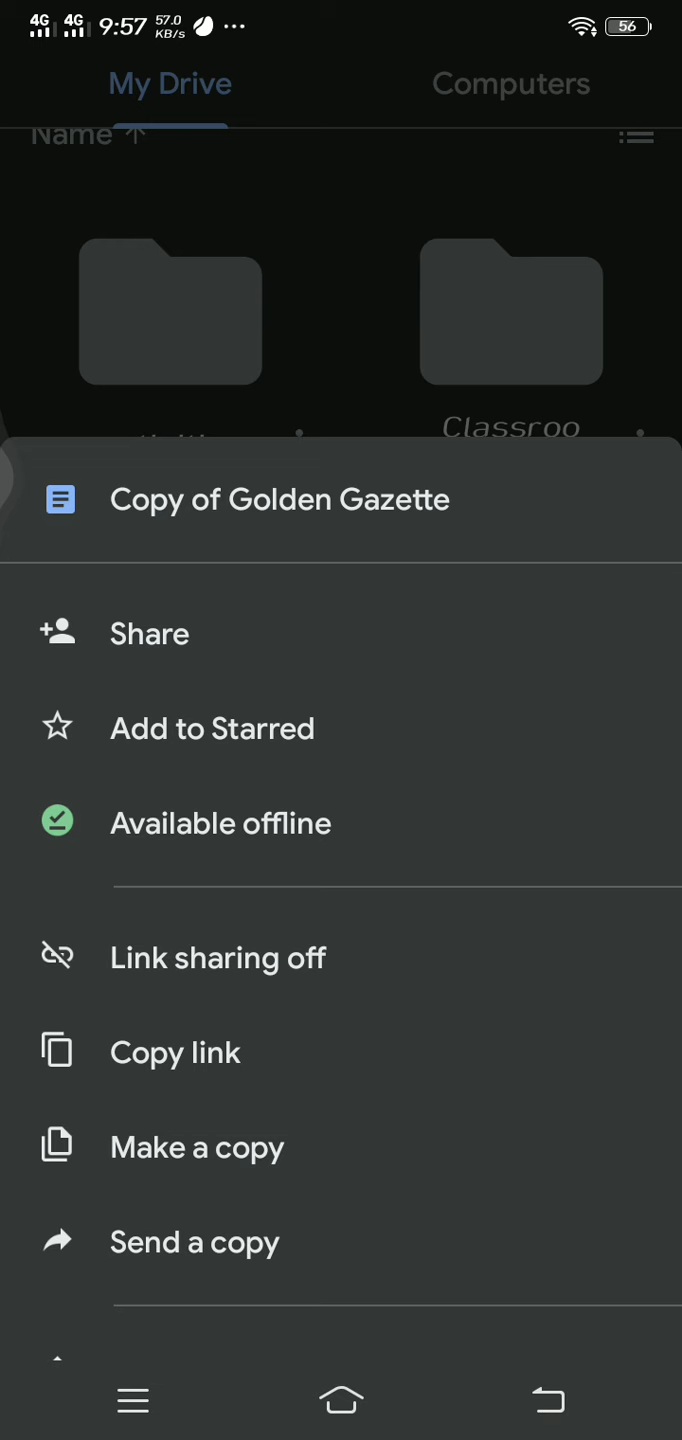 4G 4G 9:57 57.0 KB/s ... 56
My Drive Computers
Name ↑
Classroo
Copy of Golden Gazette
Share
Add to Starred
Available offline
Link sharing off
Copy link
Make a copy
Send a copy